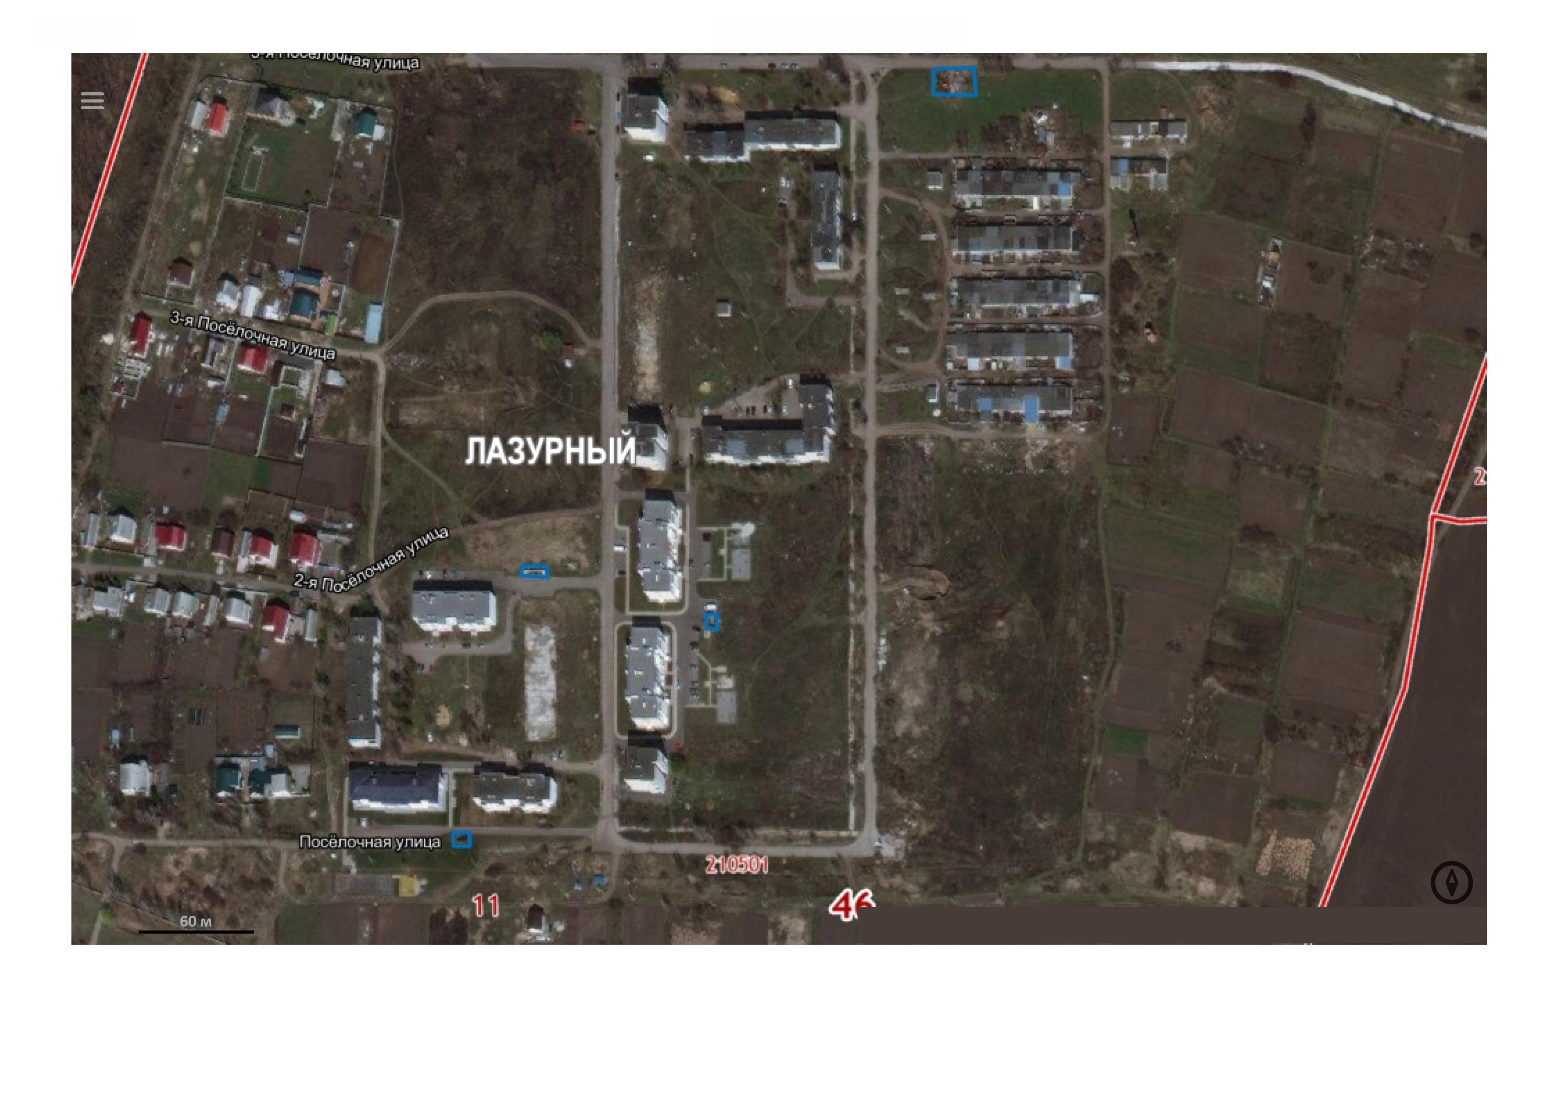 3-я Посёлочная улица
3-я Посёлочная улица
ЛАЗУРНЫЙ
2-я Посёлочная улица
Посёлочная улица
210501
11
46
60 м